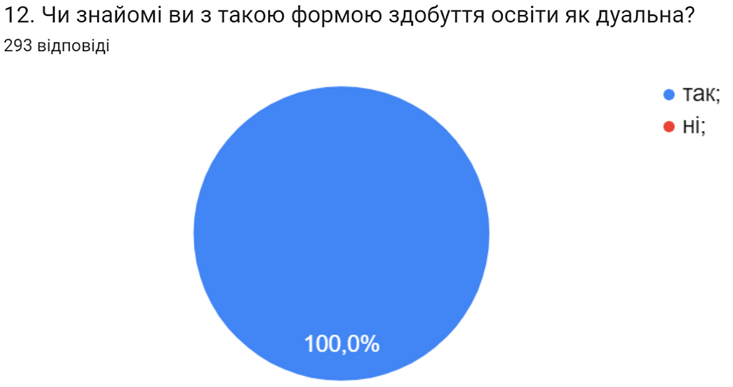 12. Чи знайомі ви з такою формою здобуття освіти як дуальна?
293 відповіді
так;
ні;
100,0%